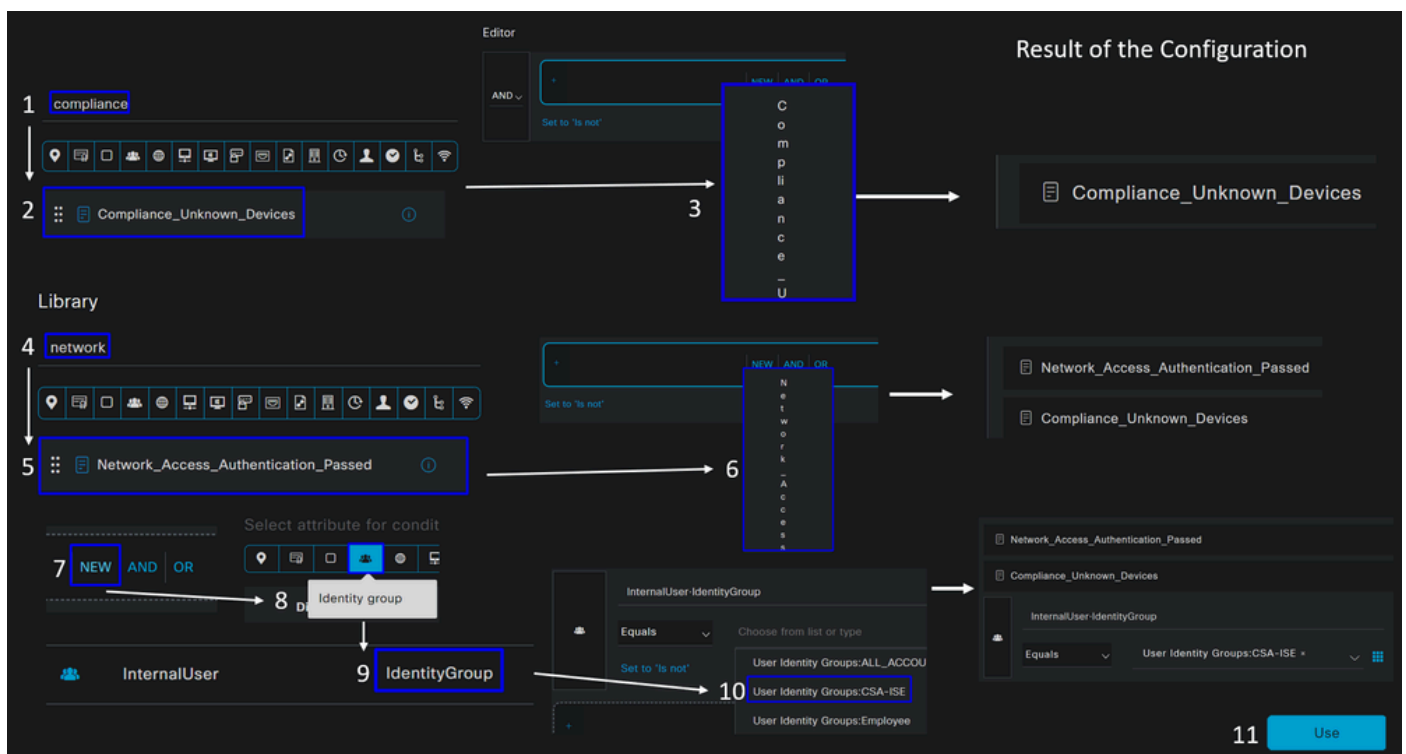 Editor
Result of the Configuration
1 compliance
AND
NEW AND OR
Set to 'Is not'
C
o
m
p
li
a
n
c
e
_
U
2 Compliance_Unknown_Devices
3
Compliance_Unknown_Devices
Library
4 network
NEW AND OR
Set to 'Is not'
N
e
t
w
o
r
k
_
A
c
c
e
s
s
Network_Access_Authentication_Passed
Compliance_Unknown_Devices
5 Network_Access_Authentication_Passed
6
7 NEW AND OR
Select attribute for condit
8 Di
Identity group
InternalUser 9 IdentityGroup
InternalUser·IdentityGroup
Equals Choose from list or type
Set to 'Is not'
User Identity Groups:ALL_ACCOU
10 User Identity Groups:CSA-ISE
User Identity Groups:Employee
Network_Access_Authentication_Passed
Compliance_Unknown_Devices
InternalUser·IdentityGroup
Equals User Identity Groups:CSA-ISE ×
11 Use